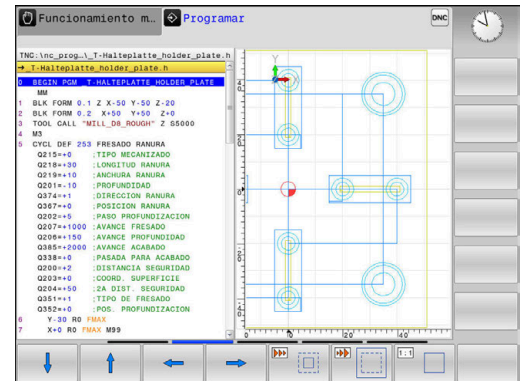 Funcionamiento m...
Programar
DNC
TNC:\nc_prog…\_T-Halteplatte_holder_plate.h
→_T-Halteplatte_holder_plate.h
0 BEGIN PGM _T-HALTEPLATTE_HOLDER_PLATE
MM
1 BLK FORM 0.1 Z X-50 Y-50 Z-20
2 BLK FORM 0.2 X+50 Y+50 Z+0
3 TOOL CALL "MILL_D8_ROUGH" Z S5000
4 M3
5 CYCL DEF 253 FRESADO RANURA
Q215=+0 ;TIPO MECANIZADO
Q218=+30 ;LONGITUD RANURA
Q219=+10 ;ANCHURA RANURA
Q201=-10 ;PROFUNDIDAD
Q374=+1 ;DIRECCION RANURA
Q367=+0 ;POSICION RANURA
Q202=+5 ;PASO PROFUNDIZACION
Q207=+1000 ;AVANCE FRESADO
Q206=+150 ;AVANCE PROFUNDIDAD
Q385=+2000 ;AVANCE ACABADO
Q338=+0 ;PASADA PARA ACABADO
Q200=+2 ;DISTANCIA SEGURIDAD
Q203=+0 ;COORD. SUPERFICIE
Q204=+50 ;2A DIST. SEGURIDAD
Q351=+1 ;TIPO DE FRESADO
Q352=+0 ;POS. PROFUNDIZACION
6 Y-30 R0 FMAX
7 X+0 R0 FMAX M99
Y
X
0
20
40
1:1